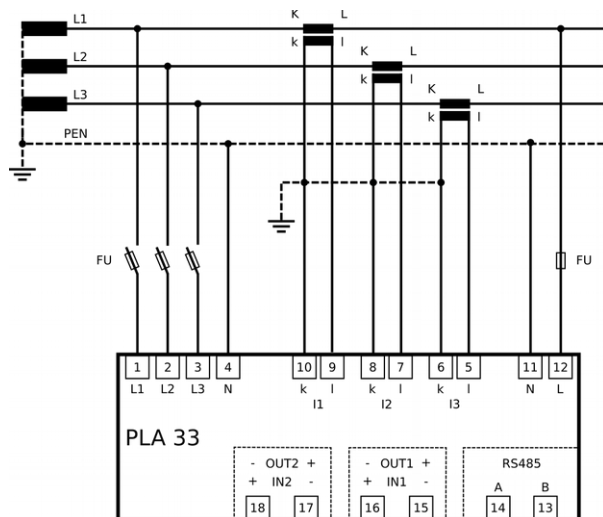 L1 K L
k l
L2 K L
k l
L3 K L
k l
PEN
FU FU
1 2 3 4 10 9 8 7 6 5 11 12
L1 L2 L3 N k l k l k l N L
I1 I2 I3
PLA 33
- OUT2 + - OUT1 + RS485
+ IN2 - + IN1 -
A B
18 17 16 15 14 13